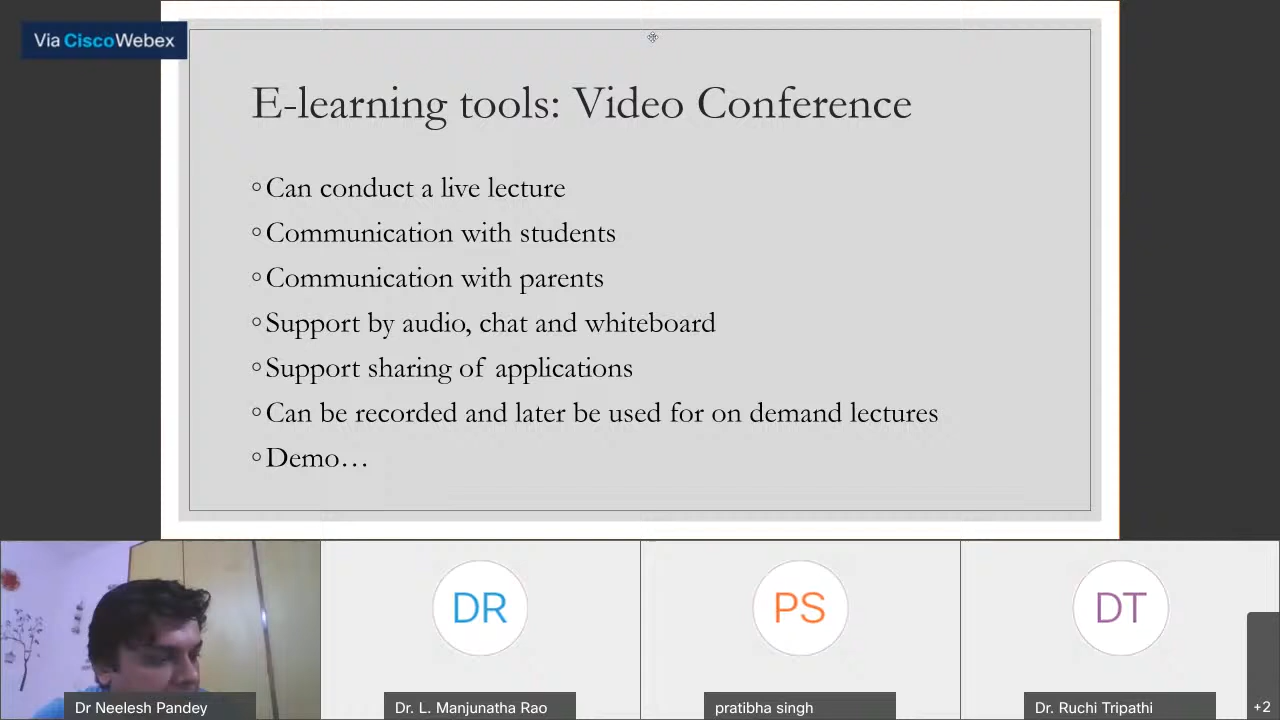 Via CiscoWebex
E-learning tools: Video Conference
Can conduct a live lecture
Communication with students
Communication with parents
Support by audio, chat and whiteboard
Support sharing of applications
Can be recorded and later be used for on demand lectures
Demo…
DR
PS
DT
Dr Neelesh Pandey
Dr. L. Manjunatha Rao
pratibha singh
Dr. Ruchi Tripathi
+2